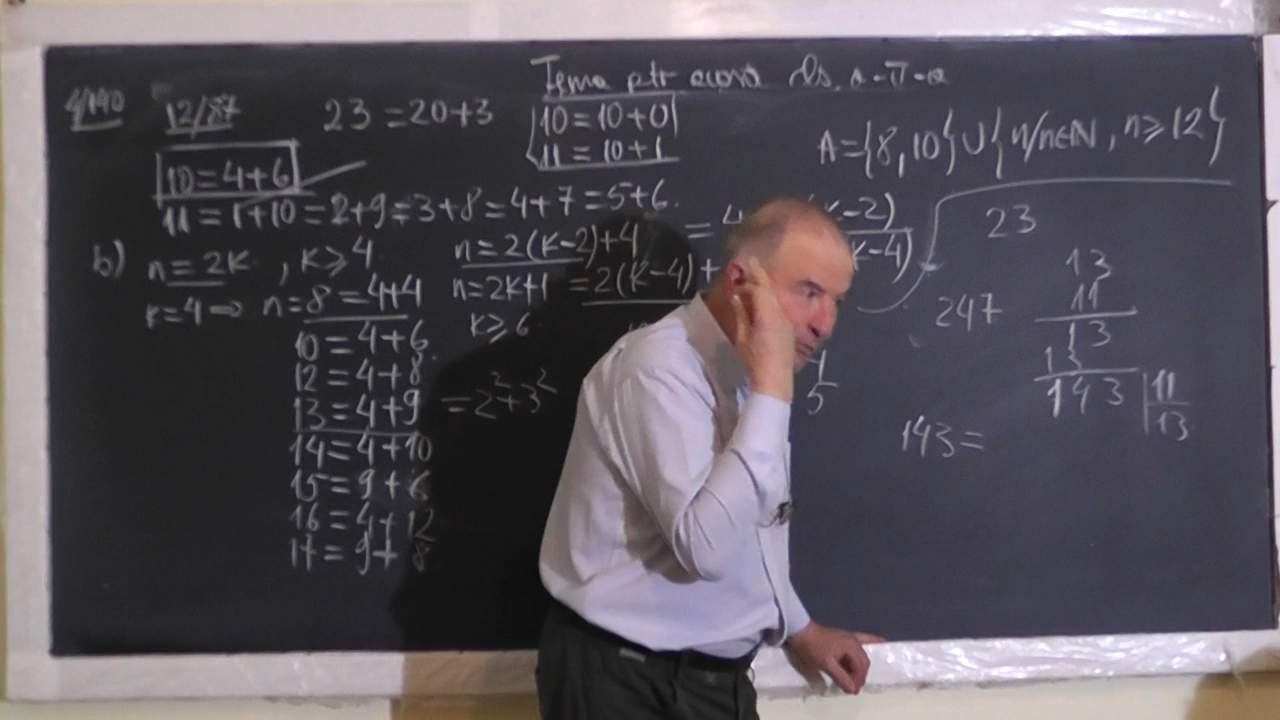 Tema ptr acasă cls. a-II-a
4/190 12/87 23 = 20+3
10 = 10+0
11 = 10+1
A={8,10}∪{n/n∈ℕ, n≥12}
10=4+6
11 = 1+10 = 2+9 = 3+8 = 4+7 = 5+6.
b) n=2K , K≥4
n=2(K-2)+4
n=2K+1 =2(K-4)+
K≥6
K=4 ⇒ n=8 =4+4
10=4+6
12=4+8
13=4+9 =2²+3²
14=4+10
15=9+6
16=4+12
17=9+8
23
247
13
11
13
13
143 11
13
143=